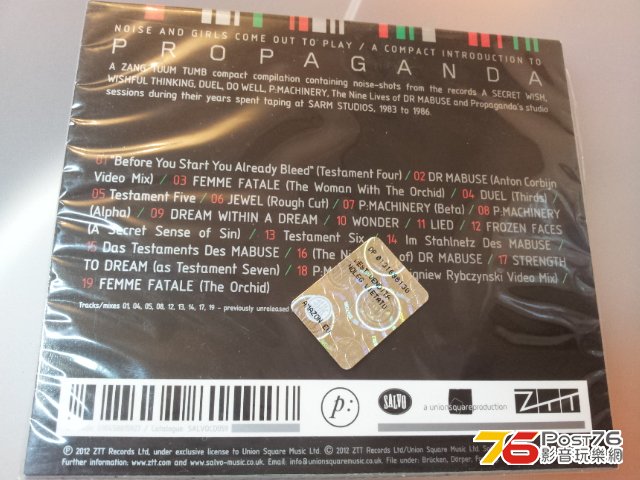 NOISE AND GIRLS COME OUT TO PLAY / A COMPACT INTRODUCTION TO
PROPAGANDA
A ZANG TUUM TUMB compact compilation containing noise-shots from the records A SECRET WISH,
WISHFUL THINKING, DUEL, DO WELL, P:MACHINERY, The Nine Lives of DR MABUSE and Propaganda's studio
sessions during their years spent taping at SARM STUDIOS, 1983 to 1986.
01 "Before You Start You Already Bleed" (Testament Four) / 02 DR MABUSE (Anton Corbijn
Video Mix) / 03 FEMME FATALE (The Woman With The Orchid) / 04 DUEL (Thirds) /
05 Testament Five / 06 JEWEL (Rough Cut) / 07 P:MACHINERY (Beta) / 08 P:MACHINERY
(Alpha) / 09 DREAM WITHIN A DREAM / 10 WONDER / 11 LIED / 12 FROZEN FACES
(A Secret Sense of Sin) / 13 Testament Six / 14 Im Stahlnetz Des MABUSE /
15 Das Testaments Des MABUSE / 16 (The Nine of) DR MABUSE / 17 STRENGTH
TO DREAM (as Testament Seven) / 18 P: Rybczynski Video Mix) /
19 FEMME FATALE (The Orchid)
Tracks/mixes 01, 04, 05, 08, 12, 13, 14, 17, 19 - previously unreleased
AMAZON EU
Catalogue:
p:
SALVO
a unionsquare production
ZTT
℗ 2012 ZTT Records Ltd, under exclusive license to Union Square Music Ltd. © 2012 ZTT Records Ltd/Union Square Music Ltd.
Further information: www.ztt.com and www.salvo-music.co.uk. Email: info@unionsquaremusic.co.uk. File under: Brücken, Dörper,
76 POST76
影音玩樂網